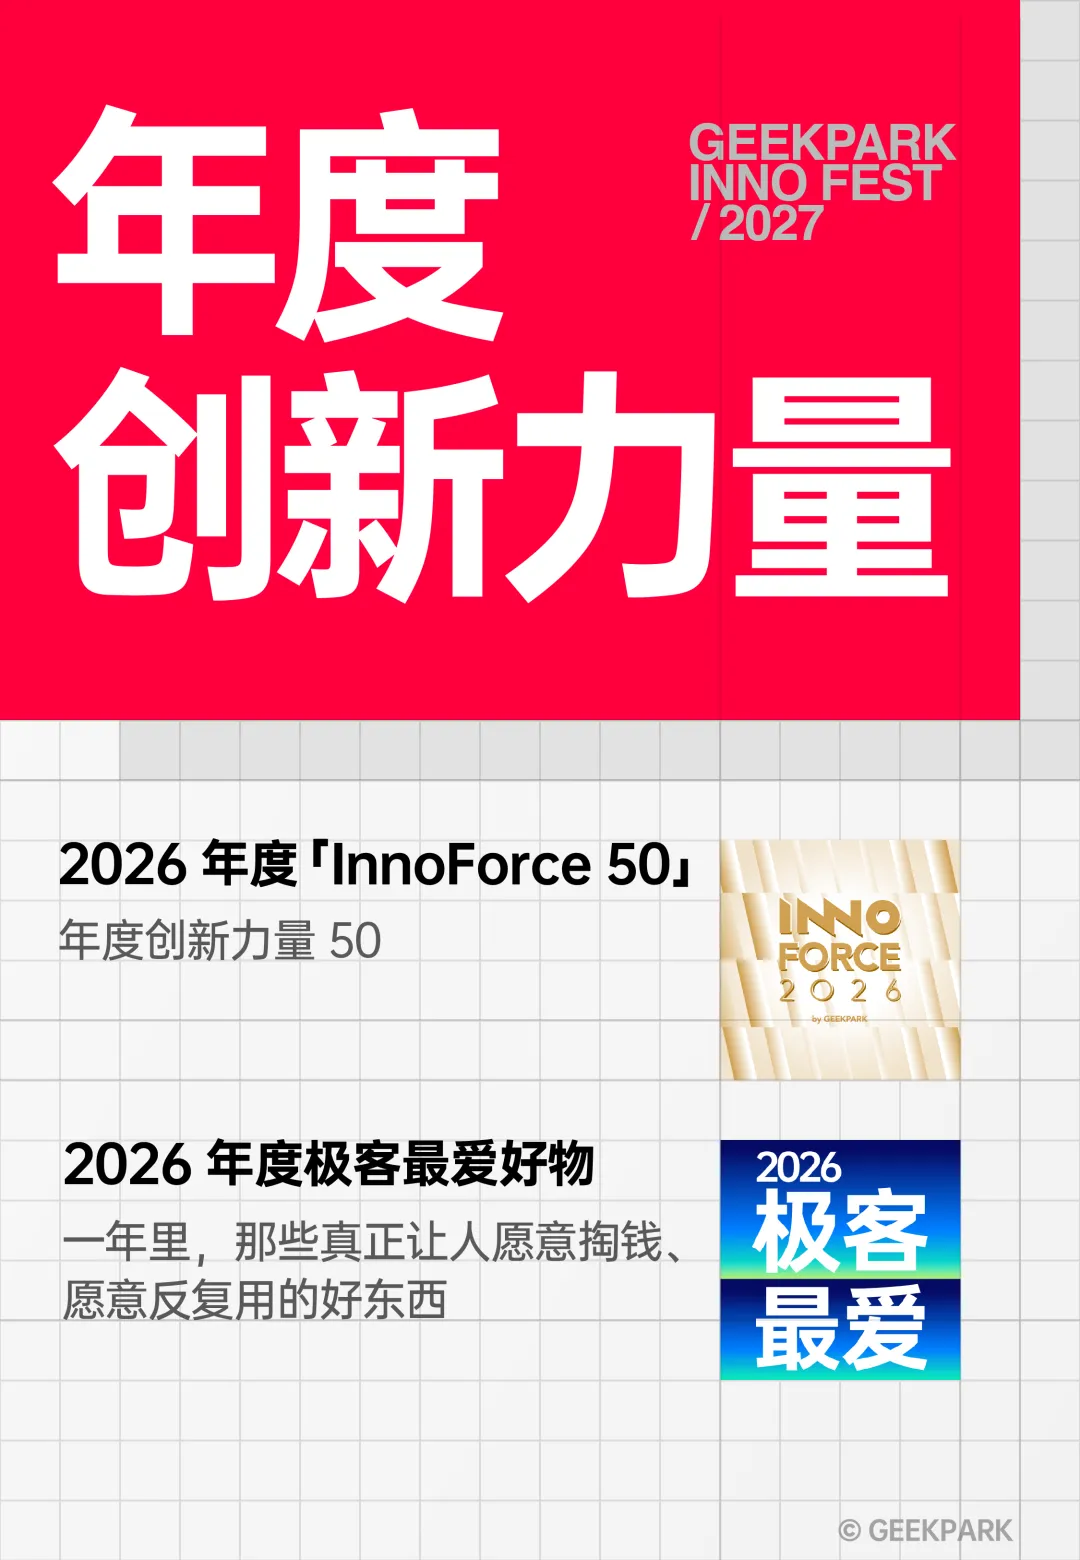 年度
GEEKPARK
INNO FEST
/ 2027
创新力量
2026 年度「InnoForce 50」
年度创新力量 50
INNO
FORCE
2026
by GEEKPARK
2026 年度极客最爱好物
一年里，那些真正让人愿意掏钱、
愿意反复用的好东西
2026
极客
最爱
© GEEKPARK